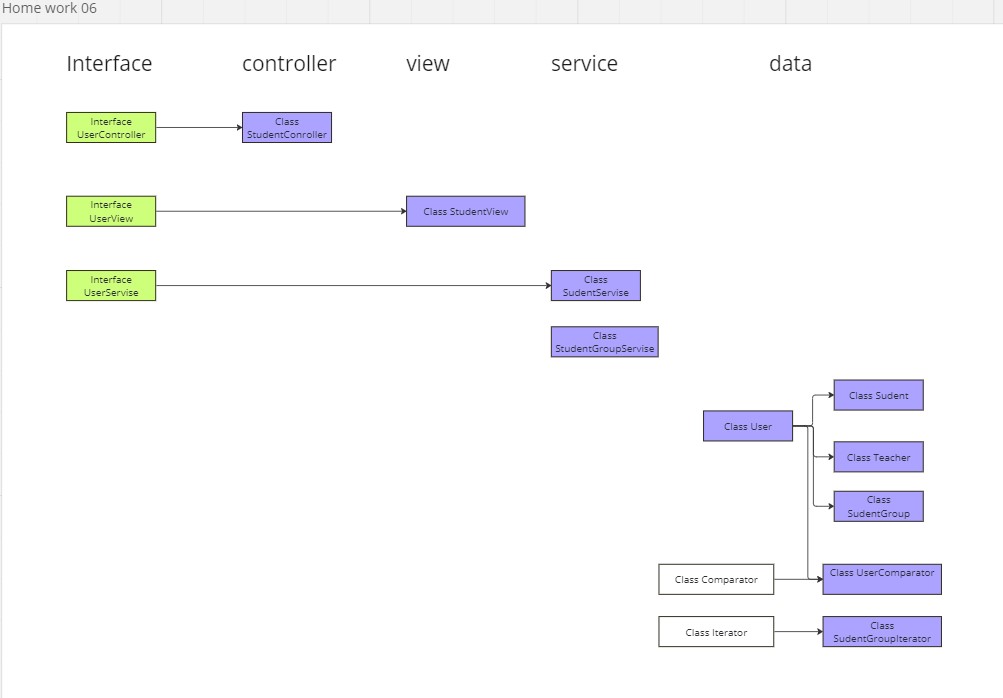 Home work 06
Interface
controller
view
service
data
Interface
UserController
Class
StudentConroller
Interface
UserView
Class StudentView
Interface
UserServise
Class
SudentServise
Class
StudentGroupServise
Class Sudent
Class User
Class Teacher
Class
SudentGroup
Class Comparator
Class UserComparator
Class Iterator
Class
SudentGroupIterator